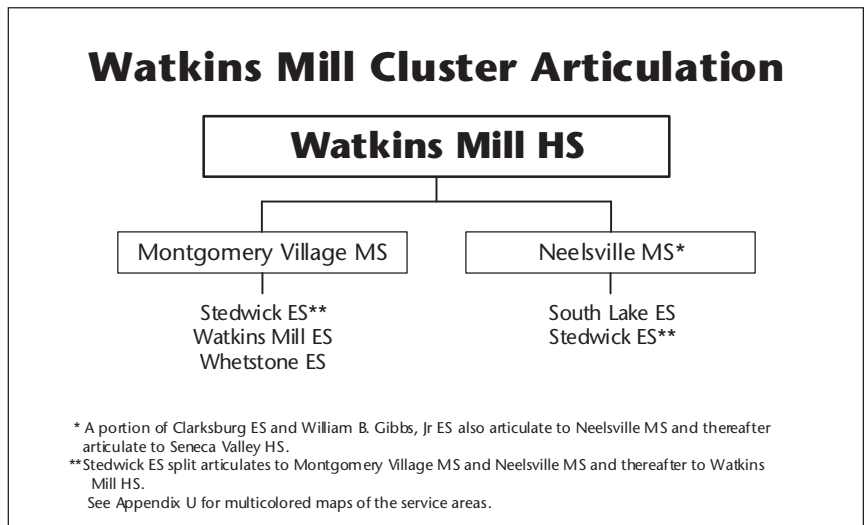 Watkins Mill Cluster Articulation
Watkins Mill HS
Montgomery Village MS
Neelsville MS*
Stedwick ES**
Watkins Mill ES
Whetstone ES
South Lake ES
Stedwick ES**
* A portion of Clarksburg ES and William B. Gibbs, Jr ES also articulate to Neelsville MS and thereafter
articulate to Seneca Valley HS.
**Stedwick ES split articulates to Montgomery Village MS and Neelsville MS and thereafter to Watkins
Mill HS.
See Appendix U for multicolored maps of the service areas.